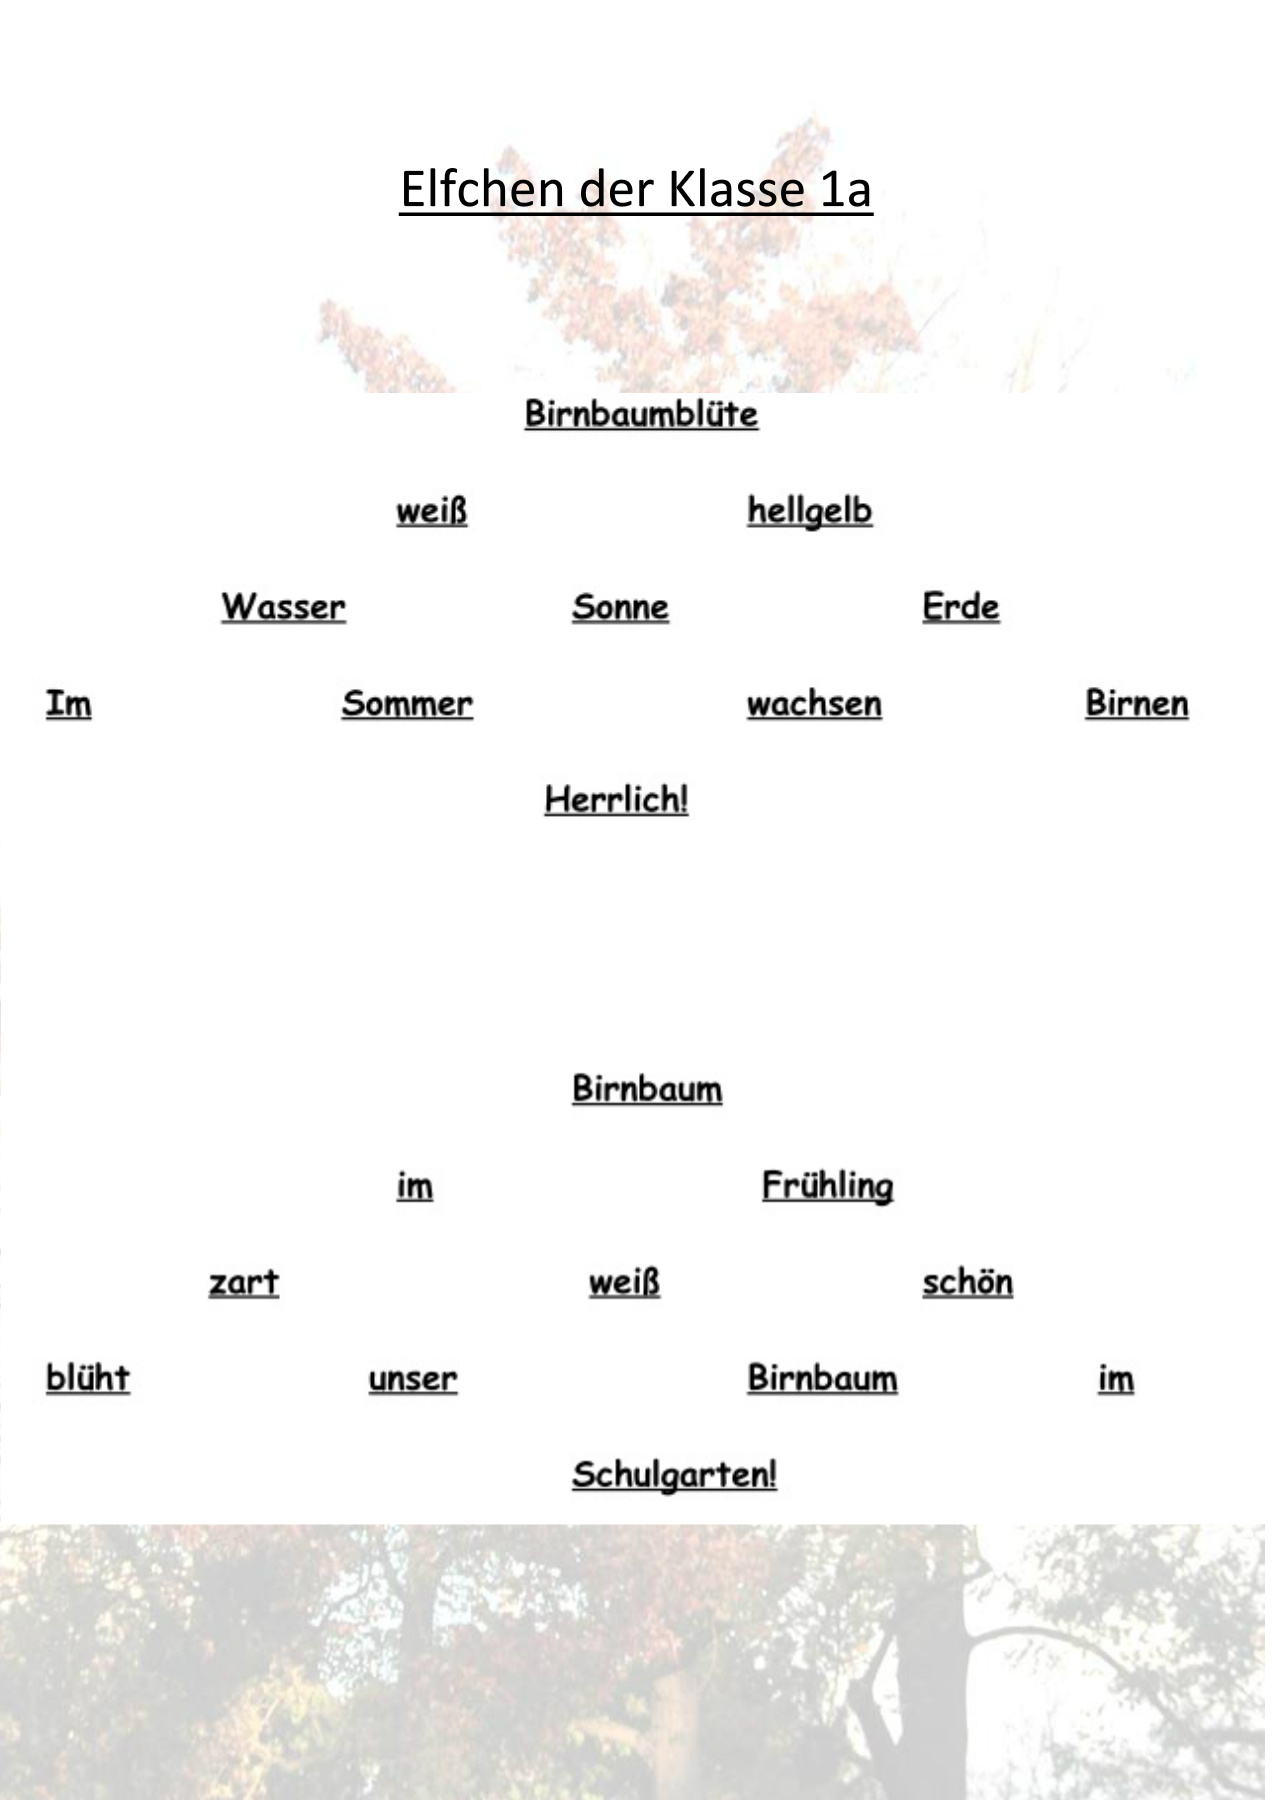 Elfchen der Klasse 1a
Birnbaumblüte
weiß hellgelb
Wasser Sonne Erde
Im Sommer wachsen Birnen
Herrlich!
Birnbaum
im Frühling
zart weiß schön
blüht unser Birnbaum im
Schulgarten!